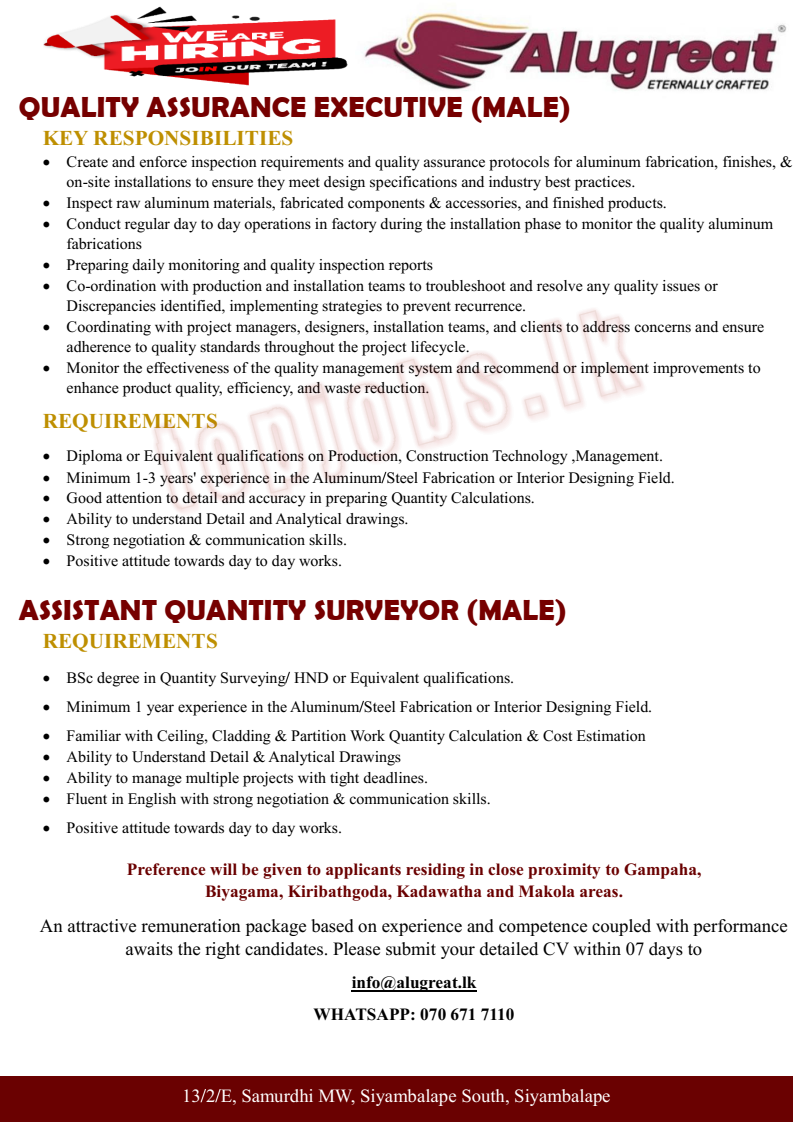 WE ARE
HIRING
JOIN OUR TEAM !
Alugreat®
ETERNALLY CRAFTED
QUALITY ASSURANCE EXECUTIVE (MALE)
KEY RESPONSIBILITIES
• Create and enforce inspection requirements and quality assurance protocols for aluminum fabrication, finishes, &
on-site installations to ensure they meet design specifications and industry best practices.
• Inspect raw aluminum materials, fabricated components & accessories, and finished products.
• Conduct regular day to day operations in factory during the installation phase to monitor the quality aluminum
fabrications
• Preparing daily monitoring and quality inspection reports
• Co-ordination with production and installation teams to troubleshoot and resolve any quality issues or
Discrepancies identified, implementing strategies to prevent recurrence.
• Coordinating with project managers, designers, installation teams, and clients to address concerns and ensure
adherence to quality standards throughout the project lifecycle.
• Monitor the effectiveness of the quality management system and recommend or implement improvements to
enhance product quality, efficiency, and waste reduction.
topjobs.lk
REQUIREMENTS
• Diploma or Equivalent qualifications on Production, Construction Technology ,Management.
• Minimum 1-3 years' experience in the Aluminum/Steel Fabrication or Interior Designing Field.
• Good attention to detail and accuracy in preparing Quantity Calculations.
• Ability to understand Detail and Analytical drawings.
• Strong negotiation & communication skills.
• Positive attitude towards day to day works.
ASSISTANT QUANTITY SURVEYOR (MALE)
REQUIREMENTS
• BSc degree in Quantity Surveying/ HND or Equivalent qualifications.
• Minimum 1 year experience in the Aluminum/Steel Fabrication or Interior Designing Field.
• Familiar with Ceiling, Cladding & Partition Work Quantity Calculation & Cost Estimation
• Ability to Understand Detail & Analytical Drawings
• Ability to manage multiple projects with tight deadlines.
• Fluent in English with strong negotiation & communication skills.
• Positive attitude towards day to day works.
Preference will be given to applicants residing in close proximity to Gampaha,
Biyagama, Kiribathgoda, Kadawatha and Makola areas.
An attractive remuneration package based on experience and competence coupled with performance
awaits the right candidates. Please submit your detailed CV within 07 days to
info@alugreat.lk
WHATSAPP: 070 671 7110
13/2/E, Samurdhi MW, Siyambalape South, Siyambalape